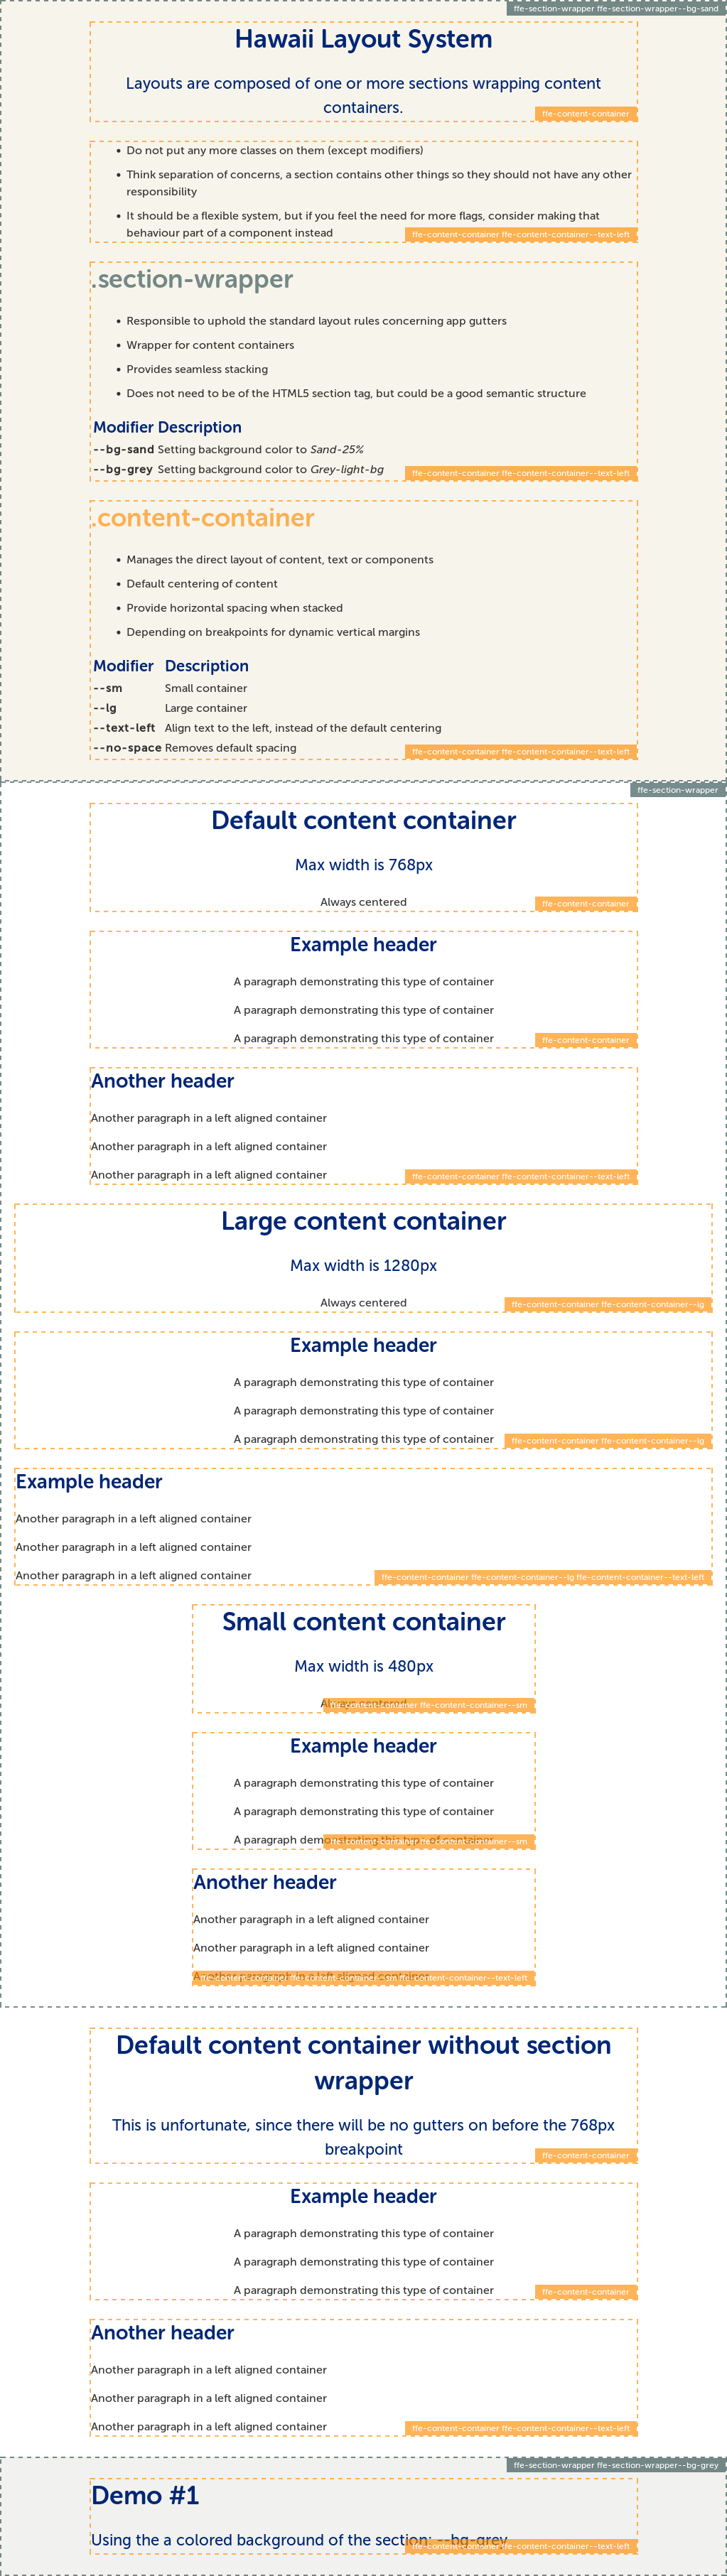 ffe-section-wrapper ffe-section-wrapper--bg-sand
Hawaii Layout System
Layouts are composed of one or more sections wrapping content
containers.
ffe-content-container
• Do not put any more classes on them (except modifiers)
• Think separation of concerns, a section contains other things so they should not have any other
responsibility
• It should be a flexible system, but if you feel the need for more flags, consider making that
behaviour part of a component instead
ffe-content-container ffe-content-container--text-left
.section-wrapper
• Responsible to uphold the standard layout rules concerning app gutters
• Wrapper for content containers
• Provides seamless stacking
• Does not need to be of the HTML5 section tag, but could be a good semantic structure
Modifier Description
--bg-sand Setting background color to Sand-25%
--bg-grey Setting background color to Grey-light-bg
ffe-content-container ffe-content-container--text-left
.content-container
• Manages the direct layout of content, text or components
• Default centering of content
• Provide horizontal spacing when stacked
• Depending on breakpoints for dynamic vertical margins
Modifier Description
--sm Small container
--lg Large container
--text-left Align text to the left, instead of the default centering
--no-space Removes default spacing
ffe-content-container ffe-content-container--text-left
ffe-section-wrapper
Default content container
Max width is 768px
Always centered
ffe-content-container
Example header
A paragraph demonstrating this type of container
A paragraph demonstrating this type of container
A paragraph demonstrating this type of container
ffe-content-container
Another header
Another paragraph in a left aligned container
Another paragraph in a left aligned container
Another paragraph in a left aligned container
ffe-content-container ffe-content-container--text-left
Large content container
Max width is 1280px
Always centered
ffe-content-container ffe-content-container--lg
Example header
A paragraph demonstrating this type of container
A paragraph demonstrating this type of container
A paragraph demonstrating this type of container
ffe-content-container ffe-content-container--lg
Example header
Another paragraph in a left aligned container
Another paragraph in a left aligned container
Another paragraph in a left aligned container
ffe-content-container ffe-content-container--lg ffe-content-container--text-left
Small content container
Max width is 480px
Always centered
ffe-content-container ffe-content-container--sm
Example header
A paragraph demonstrating this type of container
A paragraph demonstrating this type of container
A paragraph demonstrating this type of container
ffe-content-container ffe-content-container--sm
Another header
Another paragraph in a left aligned container
Another paragraph in a left aligned container
Another paragraph in a left aligned container
ffe-content-container ffe-content-container--sm ffe-content-container--text-left
Default content container without section
wrapper
This is unfortunate, since there will be no gutters on before the 768px
breakpoint
ffe-content-container
Example header
A paragraph demonstrating this type of container
A paragraph demonstrating this type of container
A paragraph demonstrating this type of container
ffe-content-container
Another header
Another paragraph in a left aligned container
Another paragraph in a left aligned container
Another paragraph in a left aligned container
ffe-content-container ffe-content-container--text-left
ffe-section-wrapper ffe-section-wrapper--bg-grey
Demo #1
Using the a colored background of the section: --bg-grey
ffe-content-container ffe-content-container--text-left